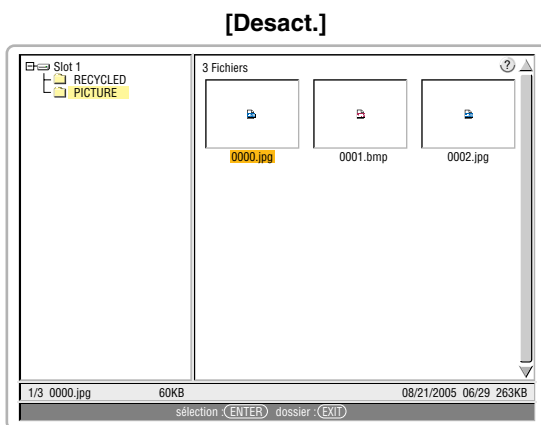 [Desact.]
Slot 1
RECYCLED
PICTURE
3 Fichiers
?
0000.jpg 0001.bmp 0002.jpg
1/3 0000.jpg 60KB 08/21/2005 06/29 263KB
sélection :ENTER dossier :EXIT